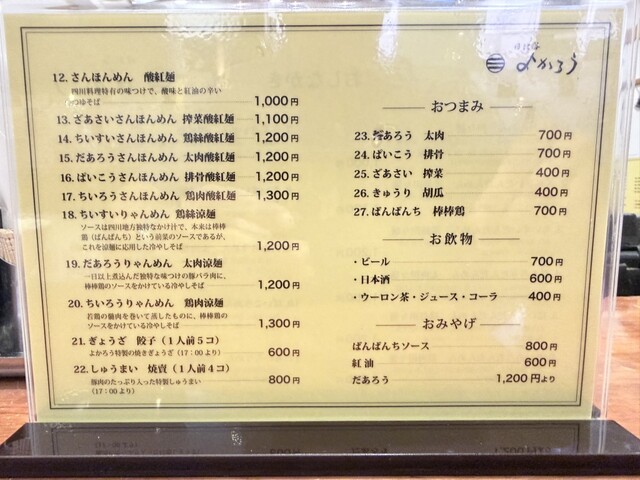 12. さんほんめん 酸紅麺
四川料理特有の味つけで、酸味と紅油の辛い
つゆそば
1,000円
13. ざあさいさんほんめん 搾菜酸紅麺 1,100円
14. ちいすいさんほんめん 鶏絲酸紅麺 1,200円
15. だあろうさんほんめん 太肉酸紅麺 1,200円
16. ぱいこうさんほんめん 排骨酸紅麺 1,200円
17. ちいろうさんほんめん 鶏肉酸紅麺 1,300円
18. ちいすいりゃんめん 鶏絲涼麺
ソースは四川地方独特なかけ汁で、本来は棒棒
鶏(ばんばんち)という前菜のソースであるが、
これを涼麺に応用した冷やしそば
1,200円
19. だあろうりゃんめん 太肉涼麺
一日以上煮込んだ独特な味つけの豚バラ肉に、
棒棒鶏のソースをかけている冷やしそば
1,200円
20. ちいろうりゃんめん 鶏肉涼麺
若鶏の腿肉を巻いて蒸したものに、棒棒鶏の
ソースをかけている冷やしそば
1,300円
21. ぎょうざ 餃子(1人前5コ)
よかろう特製の焼きぎょうざ(17:00より)
600円
22. しゅうまい 焼賣(1人前4コ)
豚肉のたっぷり入った特製しゅうまい
(17:00より)
800円
よかろう
おつまみ
23. だあろう 太肉 700円
24. ぱいこう 排骨 700円
25. ざあさい 搾菜 400円
26. きゅうり 胡瓜 400円
27. ばんばんち 棒棒鶏 700円
お飲物
・ビール 700円
・日本酒 600円
・ウーロン茶・ジュース・コーラ 400円
おみやげ
ばんばんちソース 800円
紅油 600円
だあろう 1,200円より